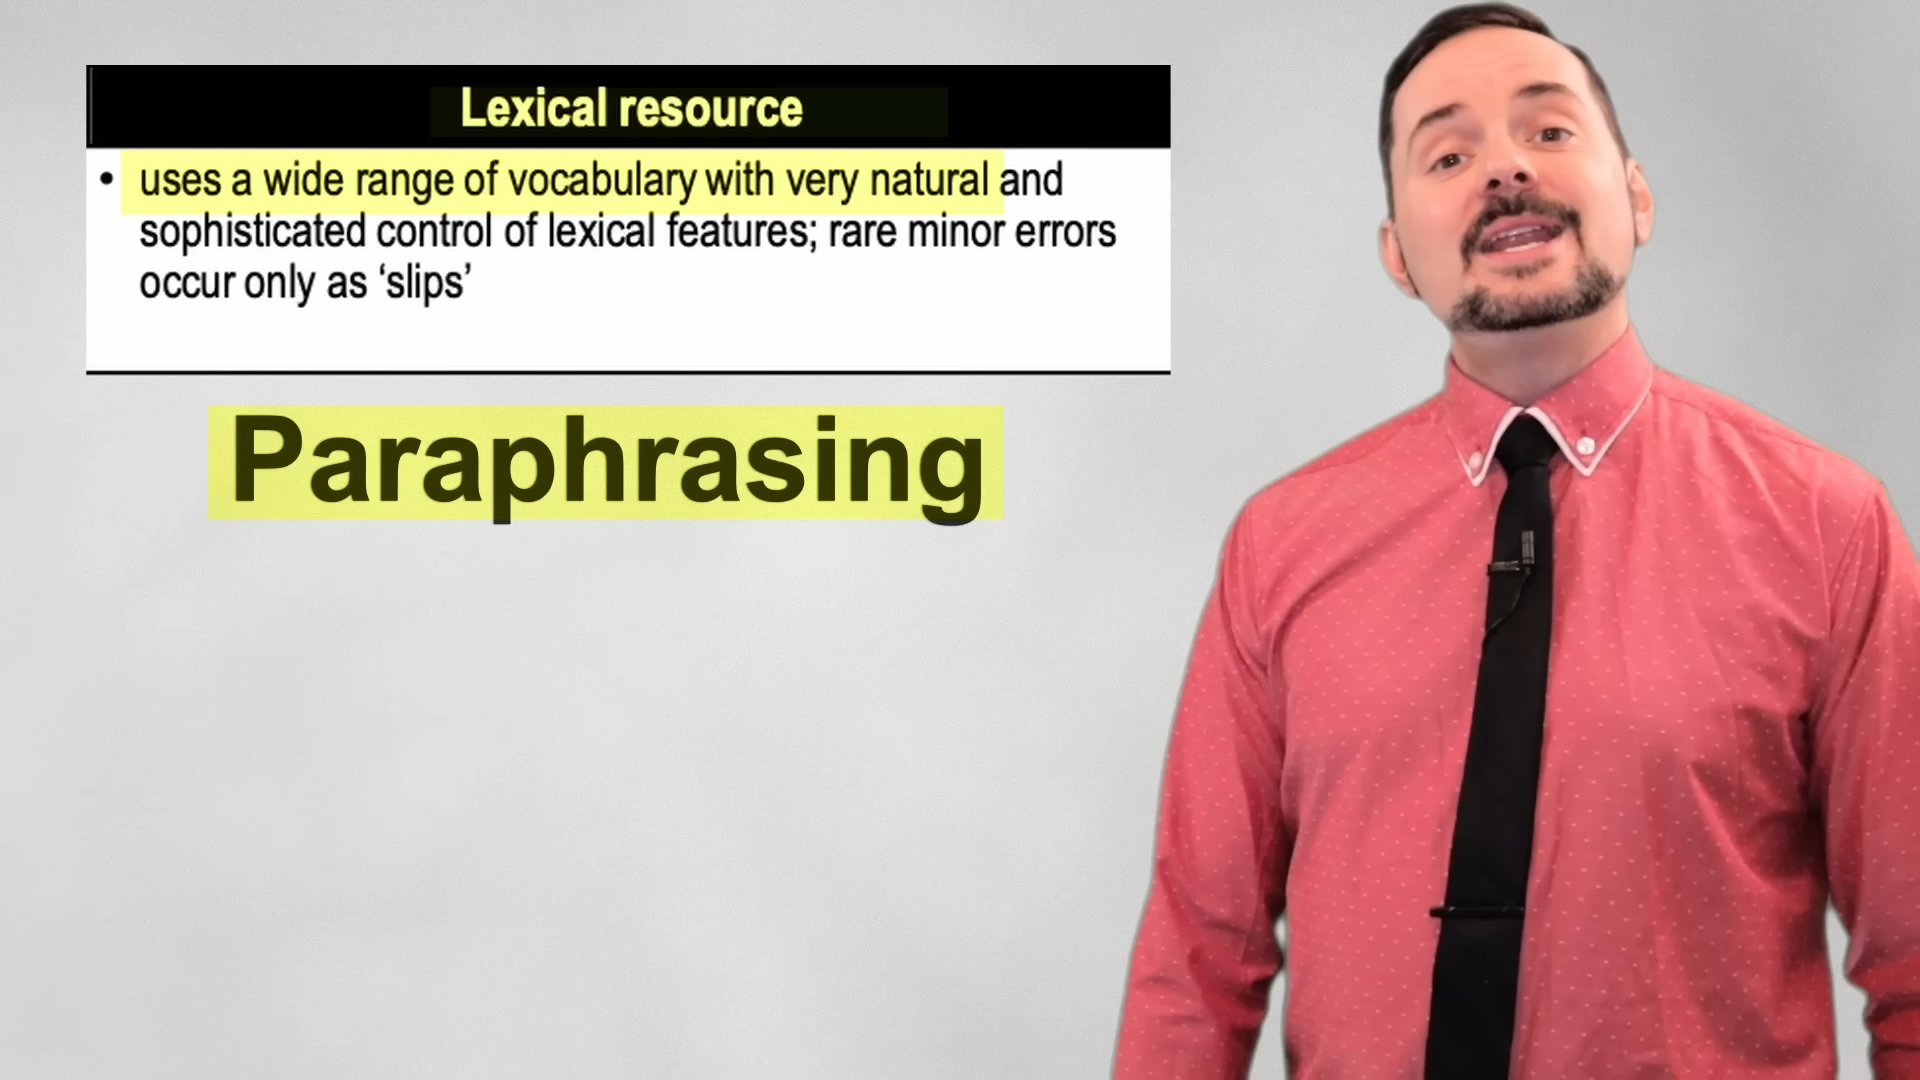 Lexical resource
• uses a wide range of vocabulary with very natural and
sophisticated control of lexical features; rare minor errors
occur only as ‘slips’
Paraphrasing